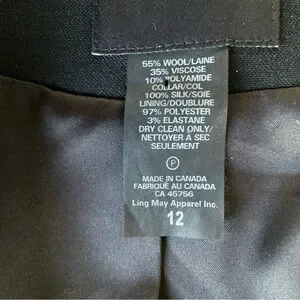 55% WOOL/LAINE
35% VISCOSE
10% POLYAMIDE
COLLAR/COL
100% SILK/SOIE
LINING/DOUBLURE
97% POLYESTER
3% ELASTANE
DRY CLEAN ONLY/
NETTOYER A SEC
SEULEMENT
P
MADE IN CANADA
FABRIQUÉ AU CANADA
CA 45756
Ling May Apparel Inc.
12